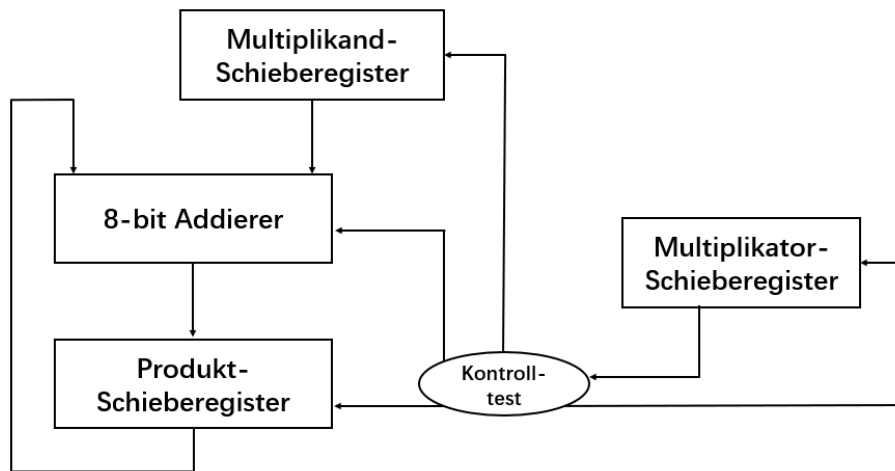 Multiplikand-
Schieberegister
8-bit Addierer
Multiplikator-
Schieberegister
Produkt-
Schieberegister
Kontroll-
test